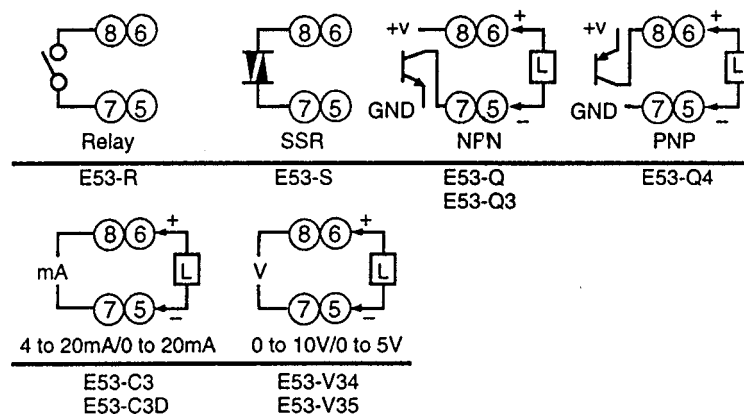 8 6 8 6 +v 8 6 + +v 8 6 +
L L
7 5 7 5 GND 7 5 – GND 7 5 –
Relay SSR NPN PNP
E53-R E53-S E53-Q E53-Q4
E53-Q3
8 6 + 8 6 +
mA L V L
7 5 – 7 5 –
4 to 20mA/0 to 20mA 0 to 10V/0 to 5V
E53-C3 E53-V34
E53-C3D E53-V35